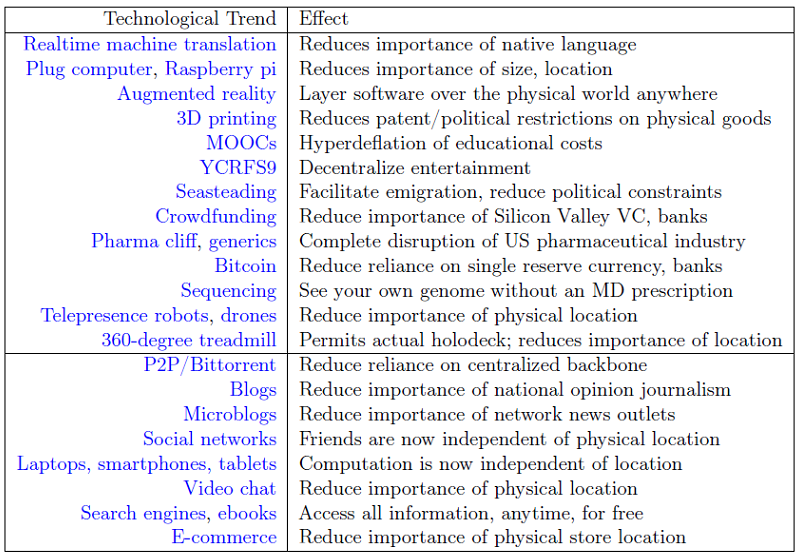 Technological Trend Effect
Realtime machine translation Reduces importance of native language
Plug computer, Raspberry pi Reduces importance of size, location
Augmented reality Layer software over the physical world anywhere
3D printing Reduces patent/political restrictions on physical goods
MOOCs Hyperdeflation of educational costs
YCRFS9 Decentralize entertainment
Seasteading Facilitate emigration, reduce political constraints
Crowdfunding Reduce importance of Silicon Valley VC, banks
Pharma cliff, generics Complete disruption of US pharmaceutical industry
Bitcoin Reduce reliance on single reserve currency, banks
Sequencing See your own genome without an MD prescription
Telepresence robots, drones Reduce importance of physical location
360-degree treadmill Permits actual holodeck; reduces importance of location
P2P/Bittorrent Reduce reliance on centralized backbone
Blogs Reduce importance of national opinion journalism
Microblogs Reduce importance of network news outlets
Social networks Friends are now independent of physical location
Laptops, smartphones, tablets Computation is now independent of location
Video chat Reduce importance of physical location
Search engines, ebooks Access all information, anytime, for free
E-commerce Reduce importance of physical store location